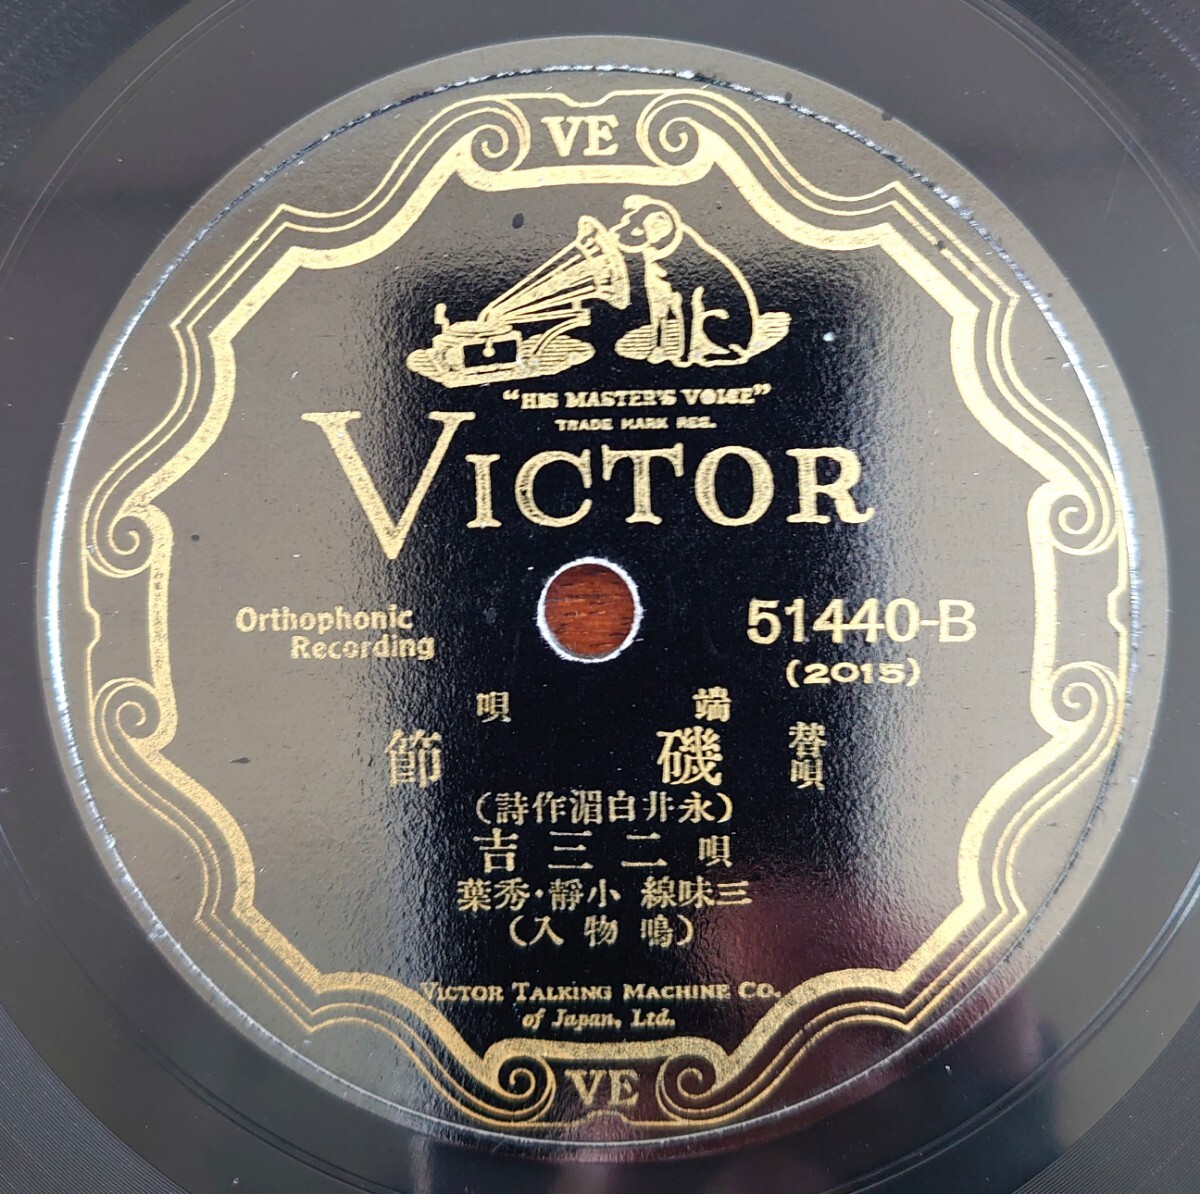 VE
"HIS MASTER'S VOICE"
TRADE MARK REG.
VICTOR
Orthophonic
Recording
51440-B
(2015)
端唄
替唄
磯節
(永井白湄作詩)
唄 二三吉
三味線 小靜・秀葉
(鳴物入)
VICTOR TALKING MACHINE CO.
of Japan, Ltd.
VE